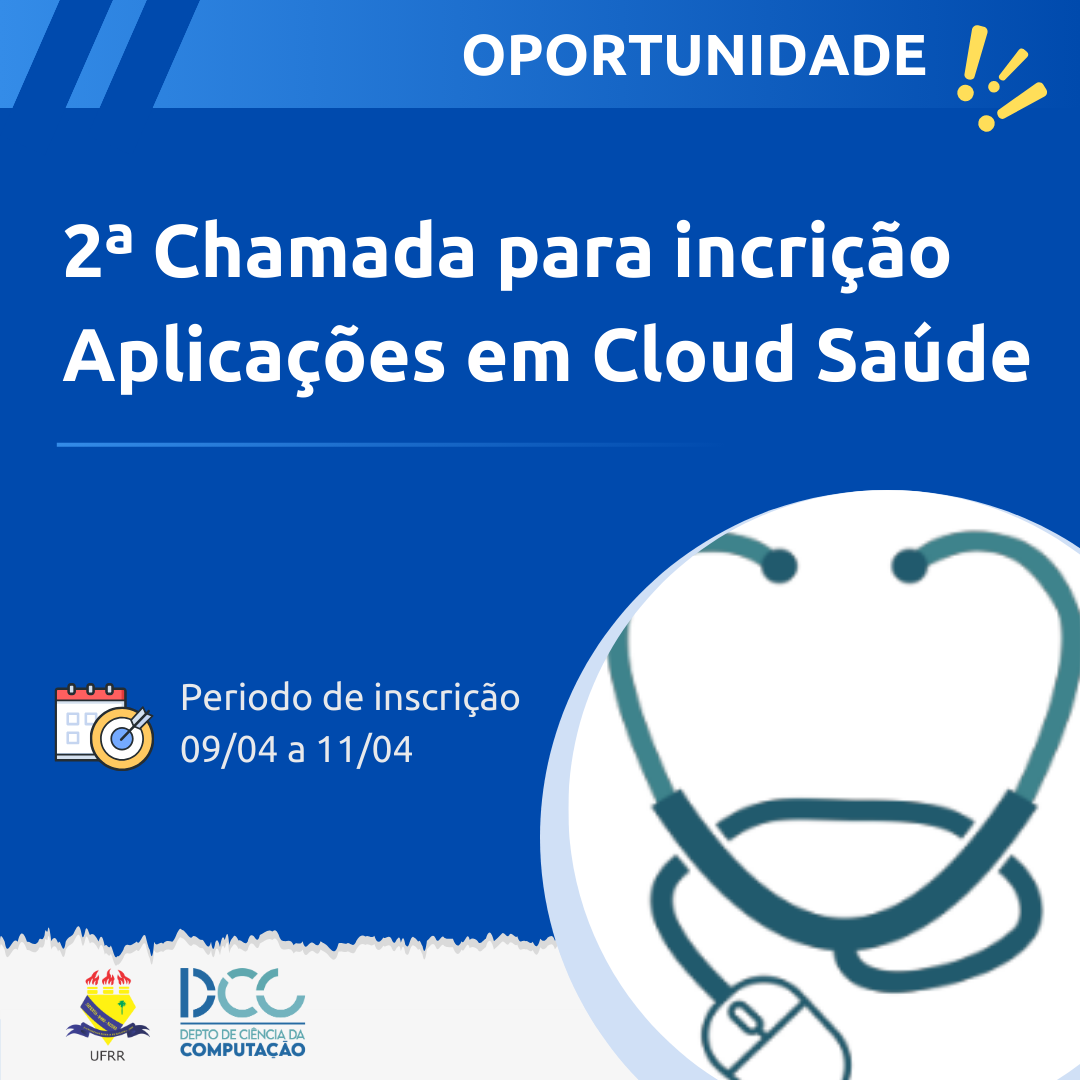 OPORTUNIDADE
2ª Chamada para incrição
Aplicações em Cloud Saúde
Periodo de inscrição
09/04 a 11/04
UFRR
DCC
DEPTO DE CIÊNCIA DA
COMPUTAÇÃO